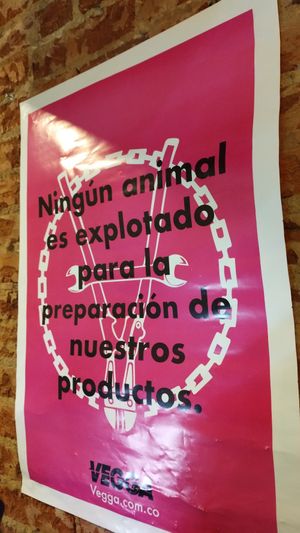 Ningún animal
es explotado
para la
preparación de
nuestros
productos.
VEGGA
Vegga.com.co